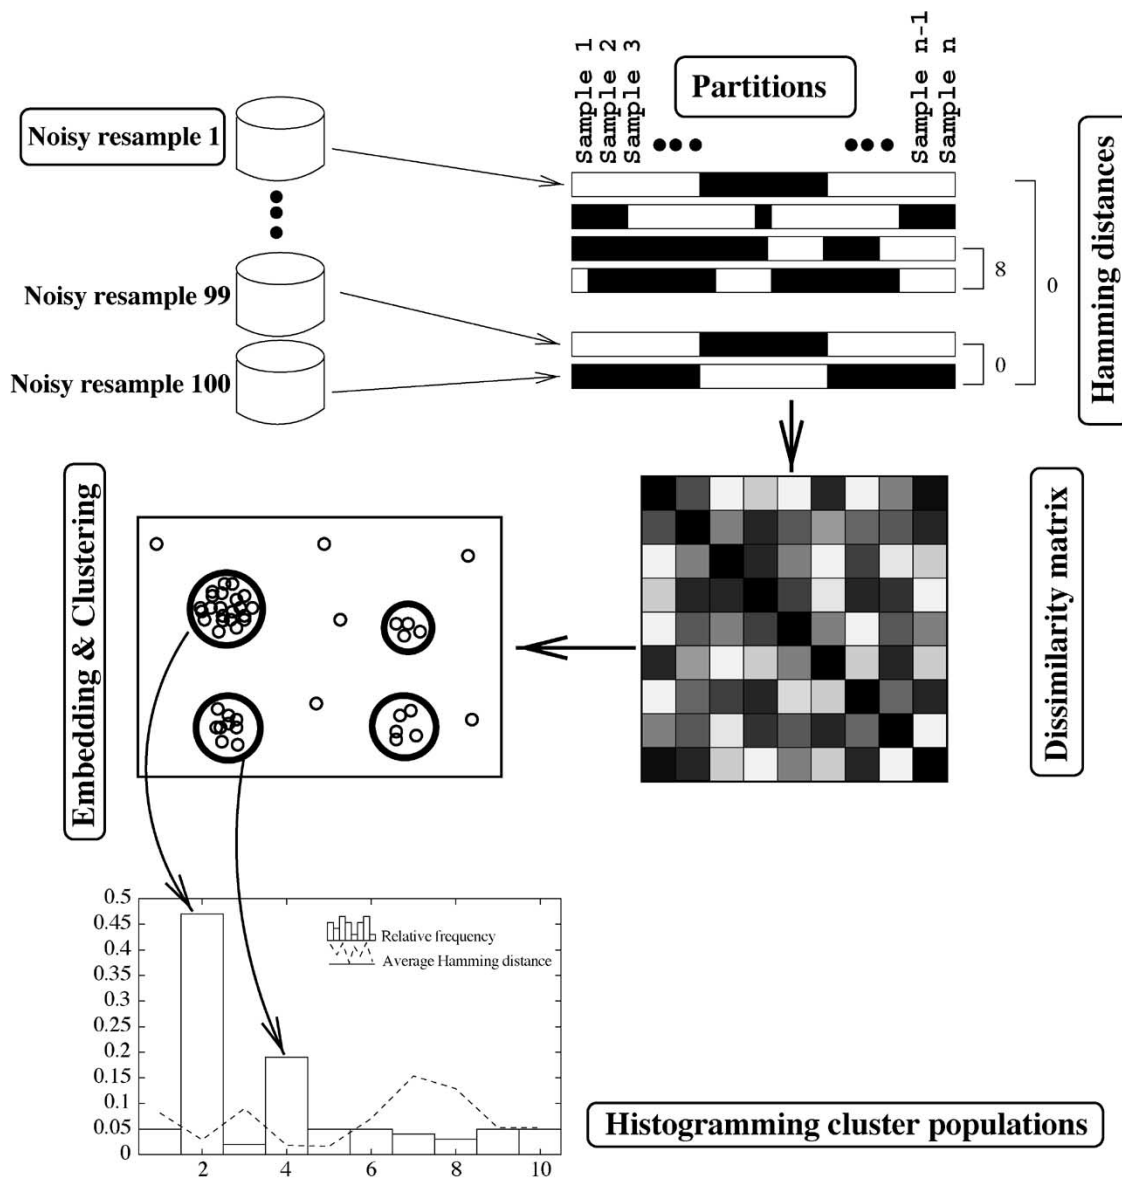 Sample 1
Sample 2
Sample 3
Partitions
Sample n-1
Sample n
Noisy resample 1
Noisy resample 99
Noisy resample 100
8
0
0
Hamming distances
Embedding & Clustering
Dissimilarity matrix
0.5
0.45
0.4
0.35
0.3
0.25
0.2
0.15
0.1
0.05
0
2
4
6
8
10
Relative frequency
Average Hamming distance
Histogramming cluster populations